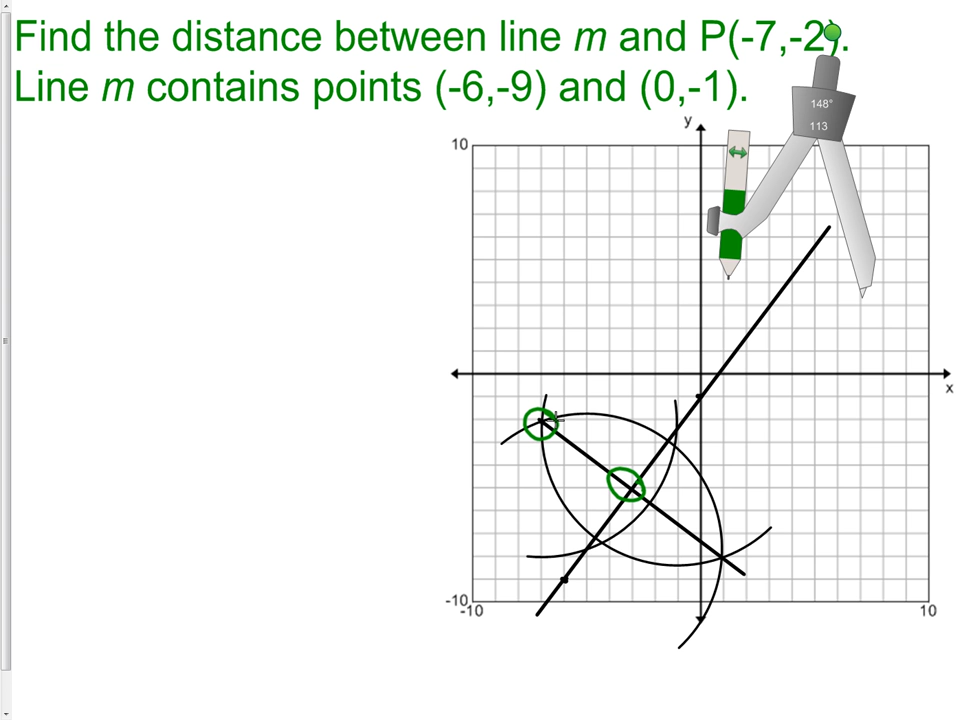 Find the distance between line m and P(-7,-2).
Line m contains points (-6,-9) and (0,-1).
148°
113
y
10
x
-10
-10
10